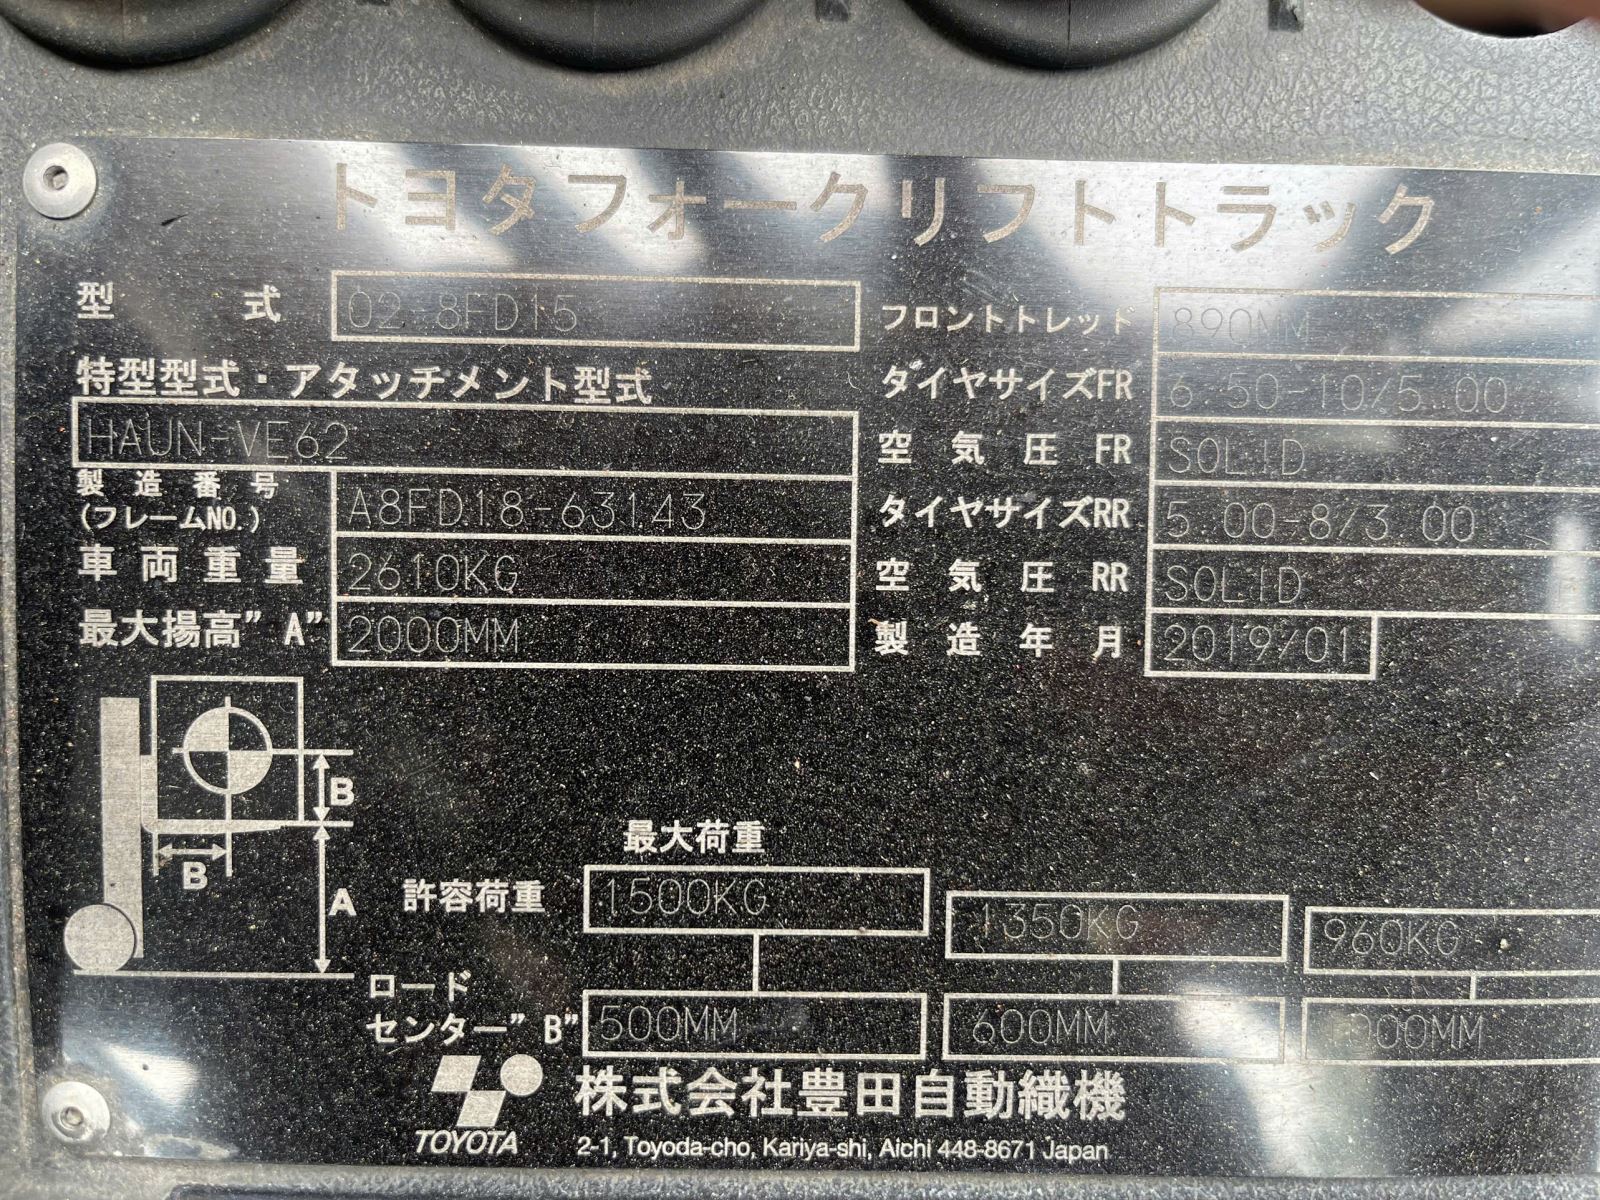 トヨタフォークリフトトラック
型式 02-8FD15
フロントトレッド 890MM
特型型式・アタッチメント型式
HAUN-VE62
タイヤサイズFR 6.50-10/5.00
空気圧 FR SOLID
製造番号
(フレームNO.) A8FD18-63143
タイヤサイズRR 5.00-8/3.00
車両重量 2610KG
空気圧 RR SOLID
最大揚高"A" 2000MM
製造年月 2019/01
B
B
A
最大荷重
許容荷重 1500KG 1350KG 960KG
ロード
センター"B" 500MM 600MM 1000MM
TOYOTA
株式会社豊田自動織機
2-1, Toyoda-cho, Kariya-shi, Aichi 448-8671 Japan